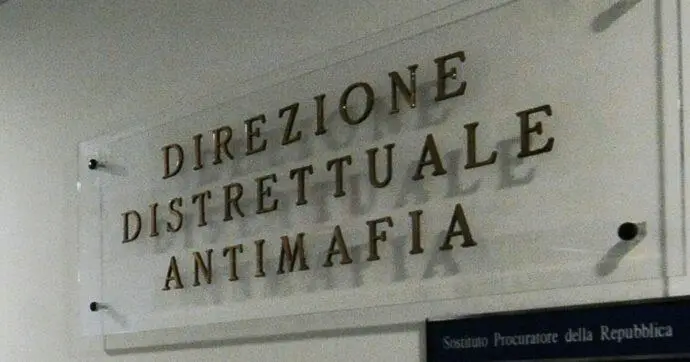 DIREZIONE
DISTRETTUALE
ANTIMAFIA
Sostituto Procuratore della Repubblica